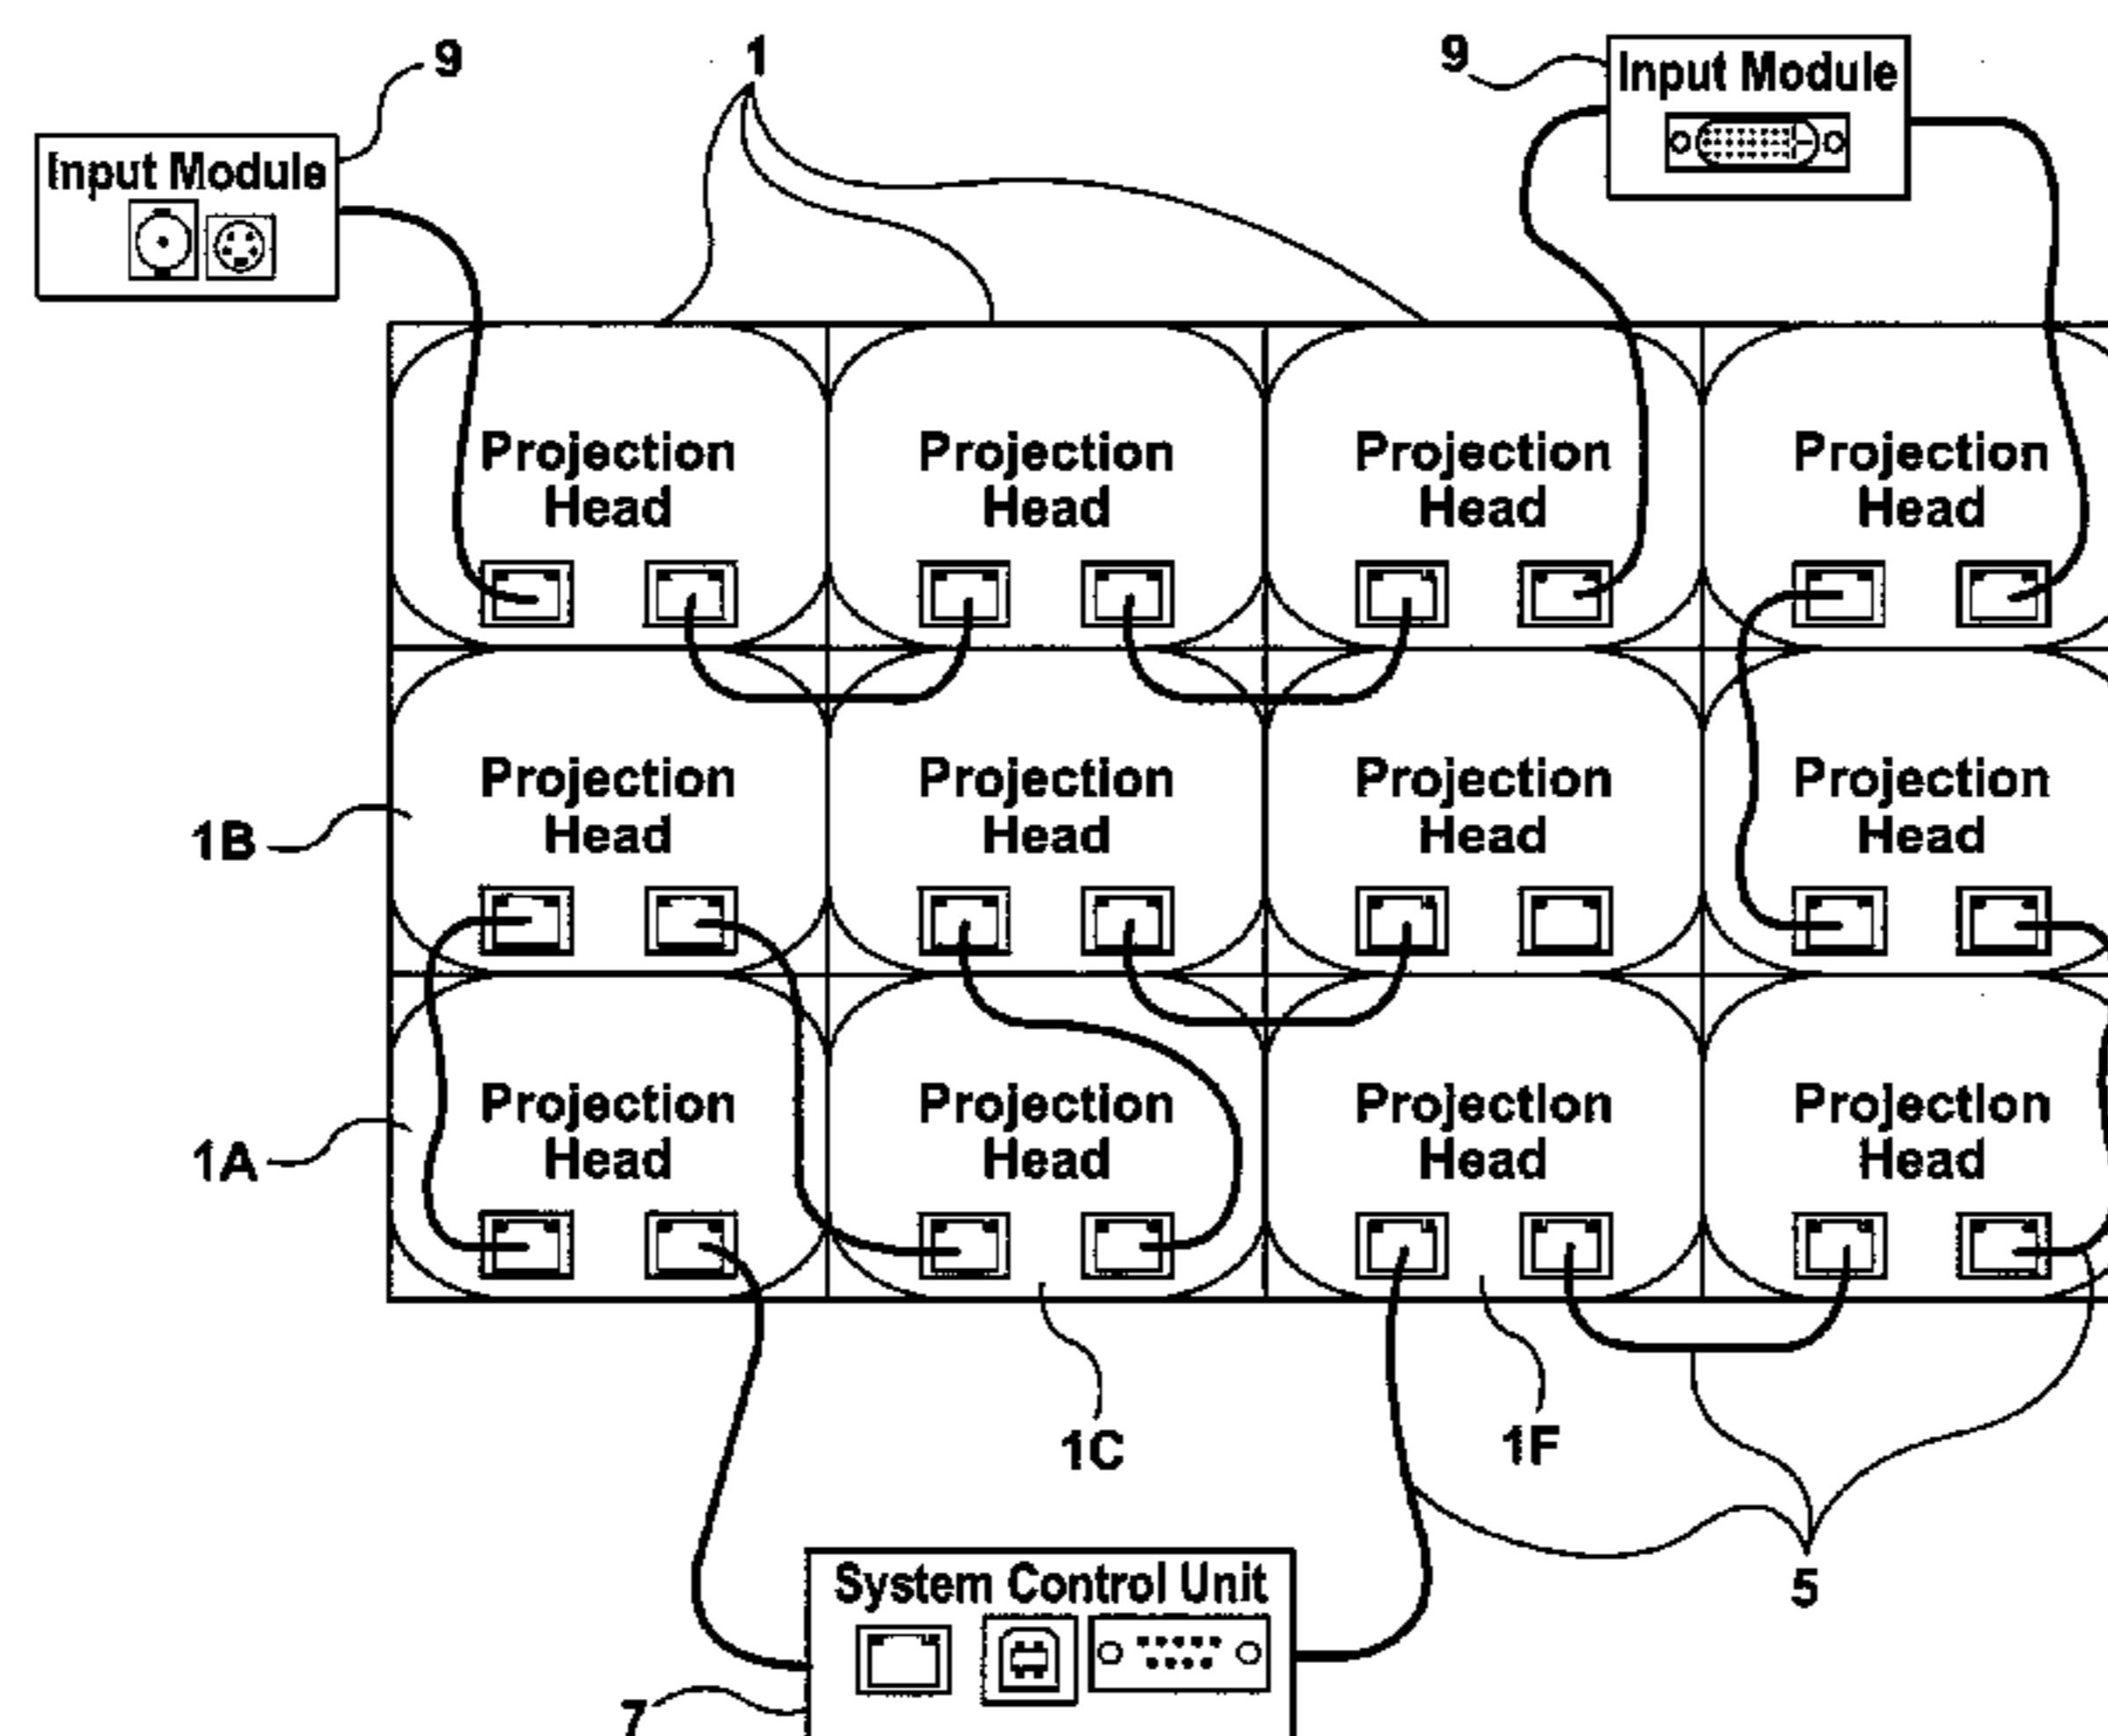 9
1
9
Input Module
Input Module
Projection
Head
Projection
Head
Projection
Head
Projection
Head
1B
Projection
Head
Projection
Head
Projection
Head
Projection
Head
1A
Projection
Head
Projection
Head
Projection
Head
Projection
Head
1C
1F
5
System Control Unit
7